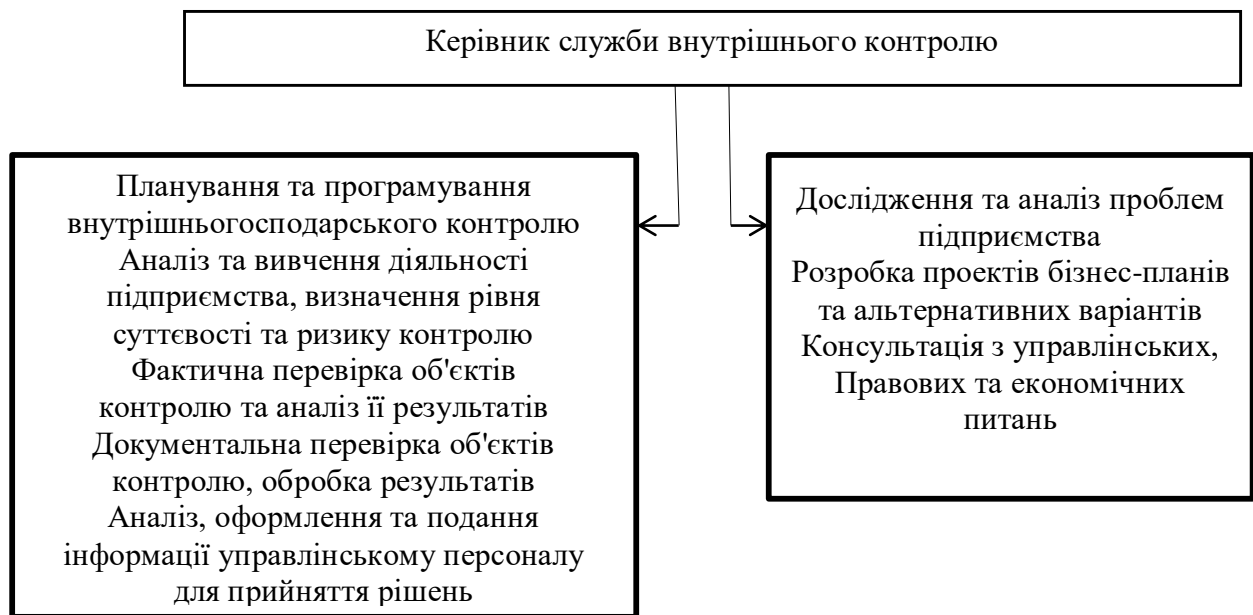 Керівник служби внутрішнього контролю
Планування та програмування
внутрішньогосподарського контролю
Аналіз та вивчення діяльності
підприємства, визначення рівня
суттєвості та ризику контролю
Фактична перевірка об'єктів
контролю та аналіз її результатів
Документальна перевірка об'єктів
контролю, обробка результатів
Аналіз, оформлення та подання
інформації управлінському персоналу
для прийняття рішень
Дослідження та аналіз проблем
підприємства
Розробка проектів бізнес-планів
та альтернативних варіантів
Консультація з управлінських,
Правових та економічних
питань